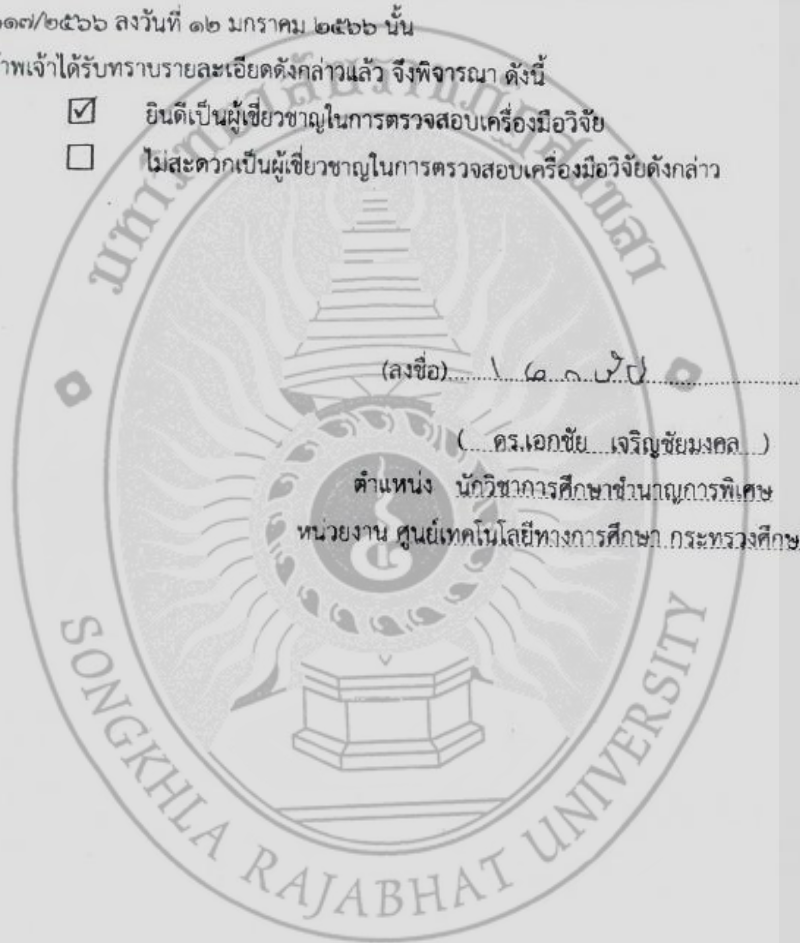 ๑๗/๒๕๖๖ ลงวันที่ ๑๒ มกราคม ๒๕๖๖ นั้น
าพเจ้าได้รับทราบรายละเอียดดังกล่าวแล้ว จึงพิจารณา ดังนี้
ยินดีเป็นผู้เชี่ยวชาญในการตรวจสอบเครื่องมือวิจัย
ไม่สะดวกเป็นผู้เชี่ยวชาญในการตรวจสอบเครื่องมือวิจัยดังกล่าว
มหาวิทยาลัยราชภัฏสงขลา
(ลงชื่อ)
( ดร.เอกชัย เจริญชัยมงคล )
ตำแหน่ง นักวิชาการศึกษาชำนาญการพิเศษ
หน่วยงาน ศูนย์เทคโนโลยีทางการศึกษา กระทรวงศึกษ
SONGKHLA RAJABHAT UNIVERSITY